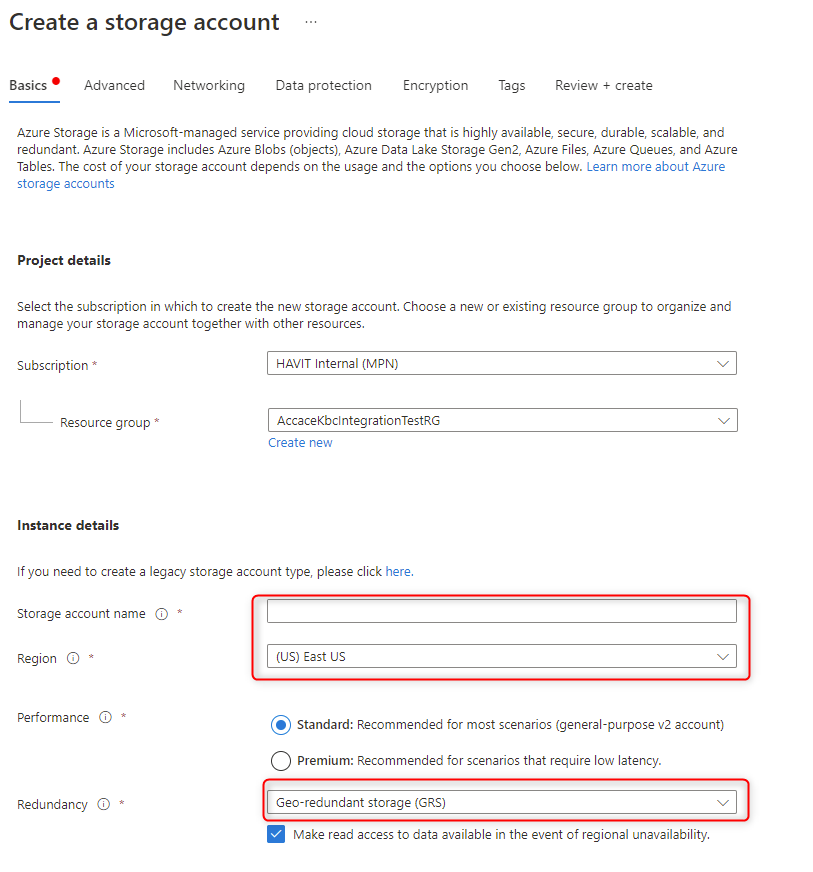 Create a storage account ...
Basics Advanced Networking Data protection Encryption Tags Review + create
Azure Storage is a Microsoft-managed service providing cloud storage that is highly available, secure, durable, scalable, and
redundant. Azure Storage includes Azure Blobs (objects), Azure Data Lake Storage Gen2, Azure Files, Azure Queues, and Azure
Tables. The cost of your storage account depends on the usage and the options you choose below. Learn more about Azure
storage accounts
Project details
Select the subscription in which to create the new storage account. Choose a new or existing resource group to organize and
manage your storage account together with other resources.
Subscription * HAVIT Internal (MPN)
Resource group * AccaceKbcIntegrationTestRG
Create new
Instance details
If you need to create a legacy storage account type, please click here.
Storage account name *
Region * (US) East US
Performance * Standard: Recommended for most scenarios (general-purpose v2 account)
Premium: Recommended for scenarios that require low latency.
Redundancy * Geo-redundant storage (GRS)
Make read access to data available in the event of regional unavailability.